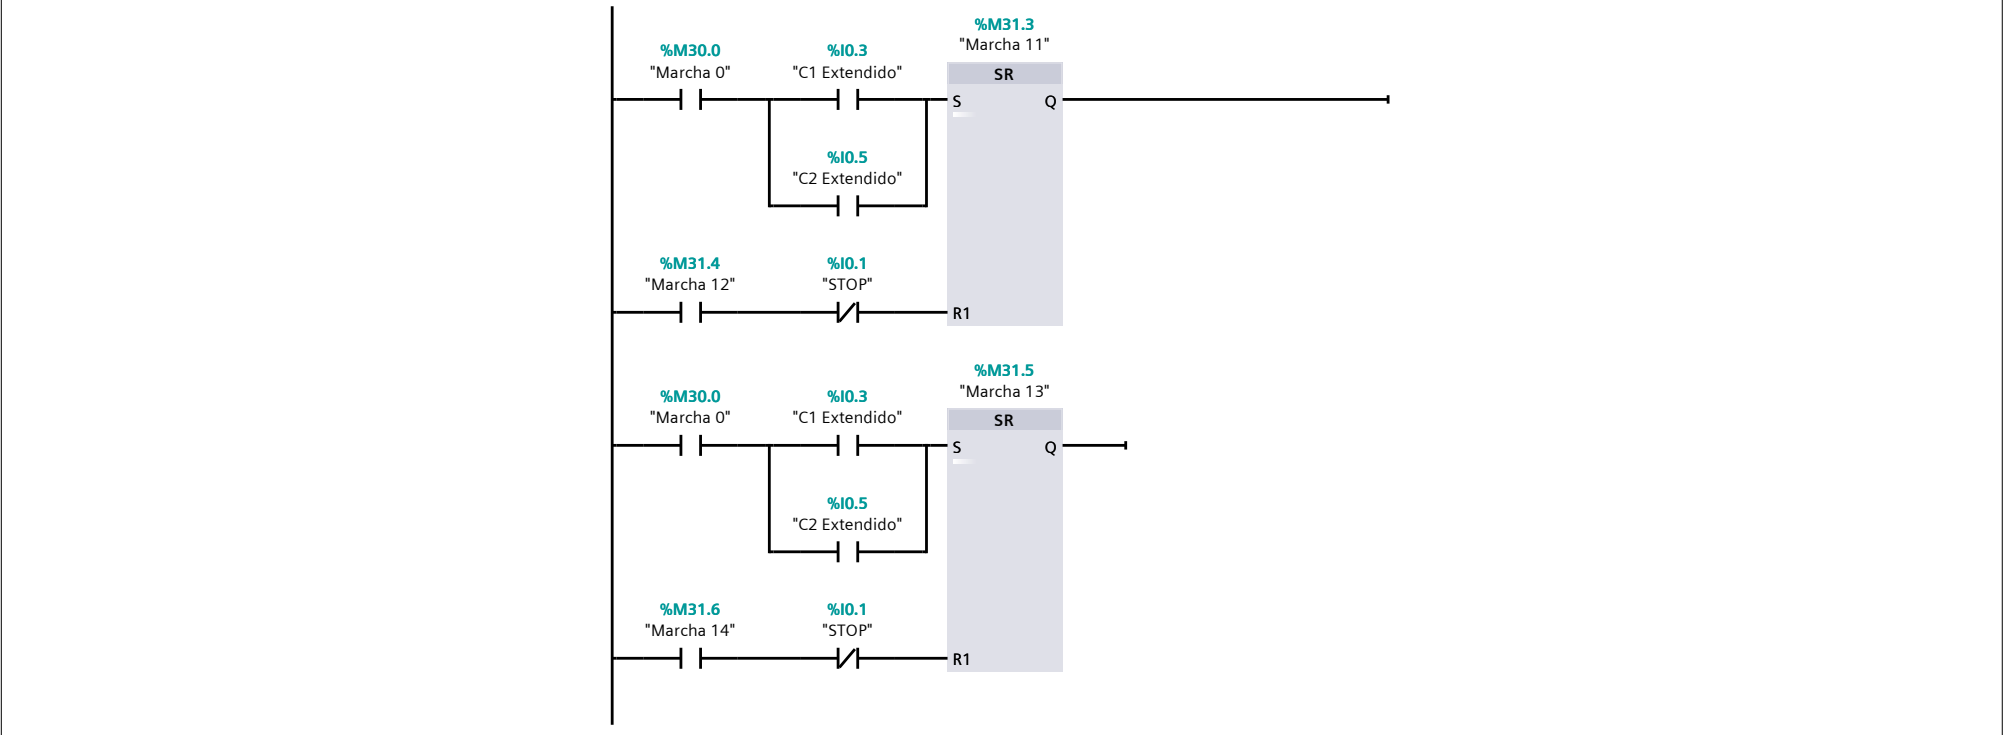 %M31.3
"Marcha 11"
%M30.0 %I0.3
"Marcha 0" "C1 Extendido"
SR
S Q
%I0.5
"C2 Extendido"
%M31.4 %I0.1
"Marcha 12" "STOP"
R1
%M31.5
"Marcha 13"
%M30.0 %I0.3
"Marcha 0" "C1 Extendido"
SR
S Q
%I0.5
"C2 Extendido"
%M31.6 %I0.1
"Marcha 14" "STOP"
R1